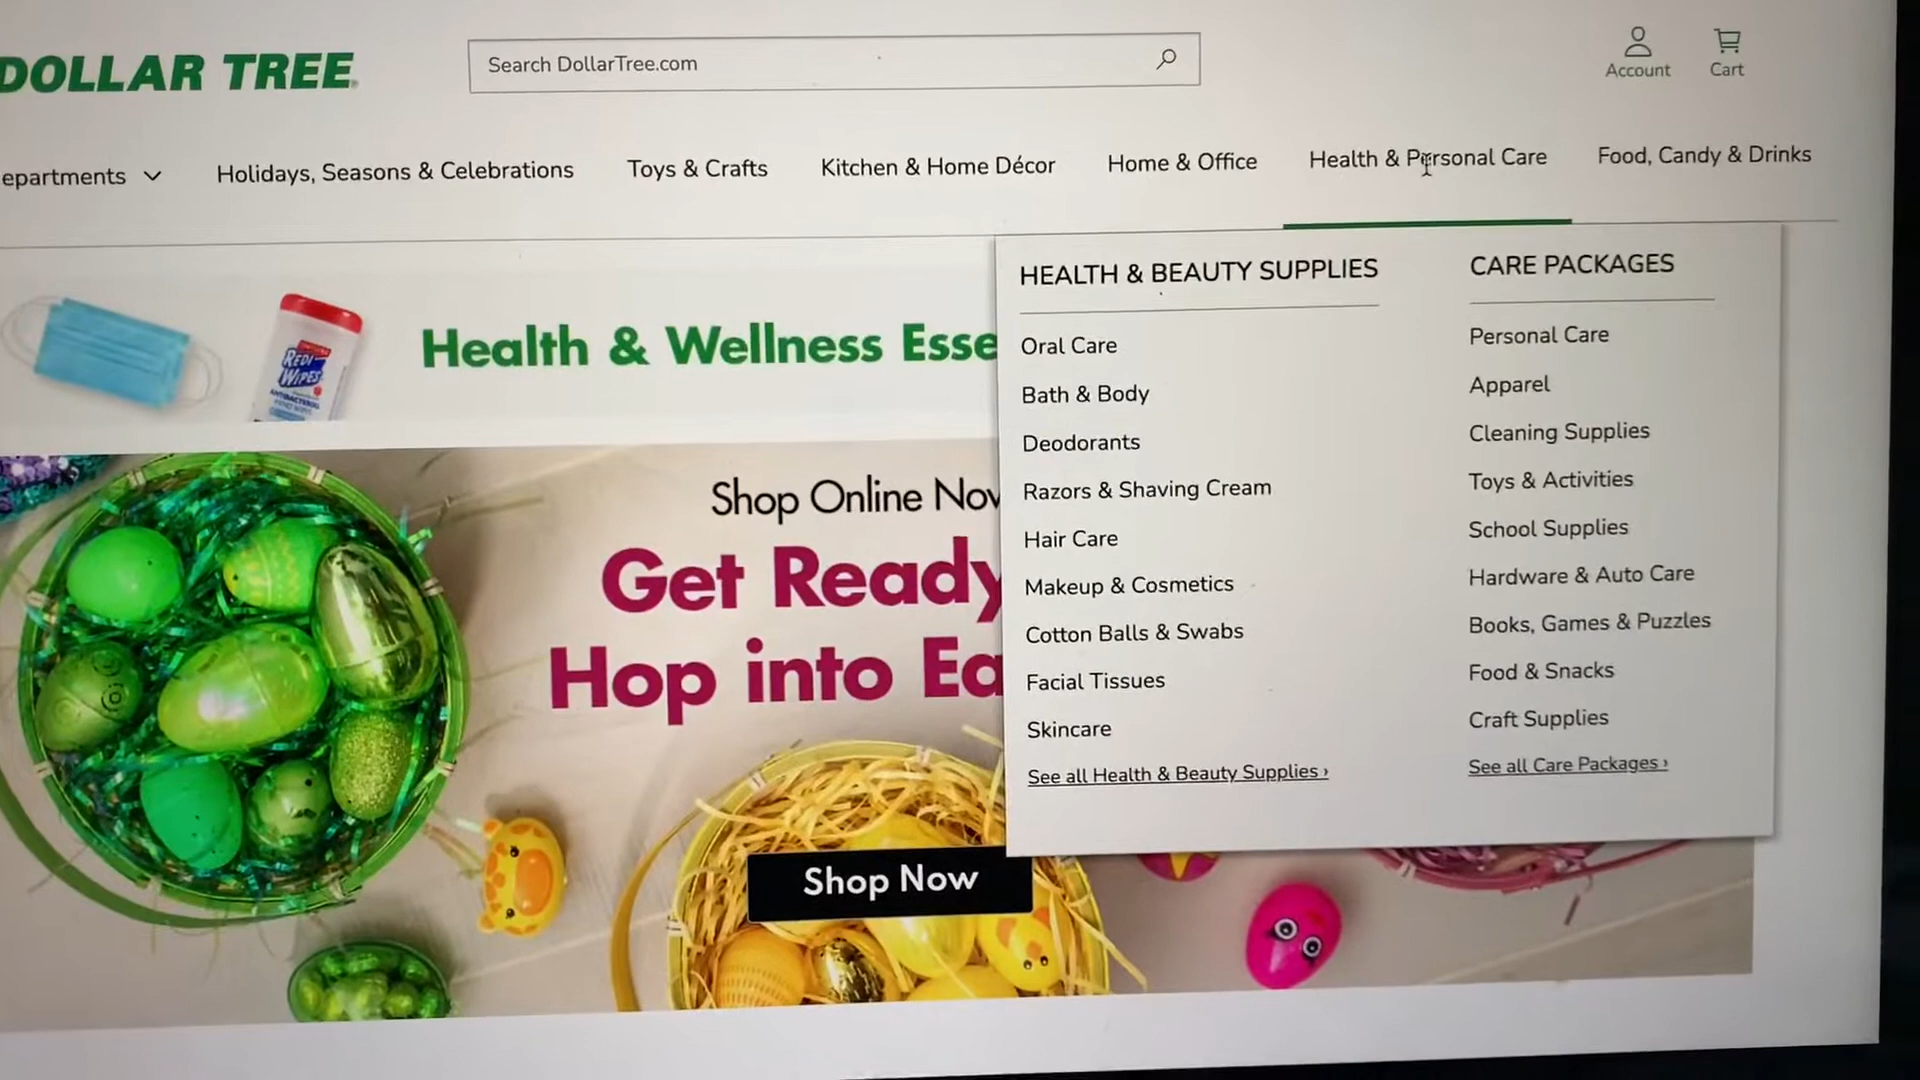 DOLLAR TREE
Search DollarTree.com
Account
Cart
epartments
Holidays, Seasons & Celebrations
Toys & Crafts
Kitchen & Home Décor
Home & Office
Health & Personal Care
Food, Candy & Drinks
HEALTH & BEAUTY SUPPLIES
Oral Care
Bath & Body
Deodorants
Razors & Shaving Cream
Hair Care
Makeup & Cosmetics
Cotton Balls & Swabs
Facial Tissues
Skincare
See all Health & Beauty Supplies ›
CARE PACKAGES
Personal Care
Apparel
Cleaning Supplies
Toys & Activities
School Supplies
Hardware & Auto Care
Books, Games & Puzzles
Food & Snacks
Craft Supplies
See all Care Packages ›
REDI
WIPES
ANTIBACTERIAL
Health & Wellness Esse
Shop Online Nov
Get Ready
Hop into Ea
Shop Now